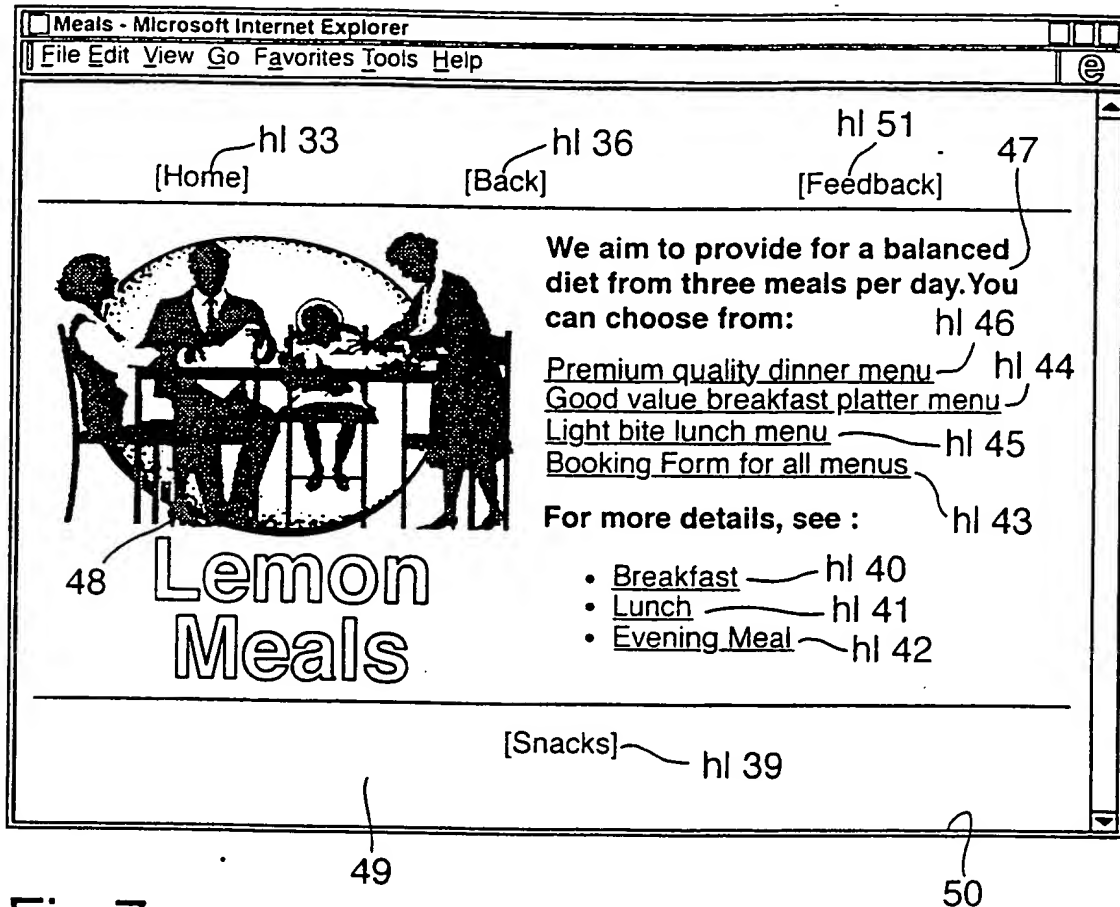 Meals - Microsoft Internet Explorer
File Edit View Go Favorites Tools Help
e
hl 33
hl 36
hl 51
47
[Home]
[Back]
[Feedback]
We aim to provide for a balanced
diet from three meals per day.You
can choose from:
hl 46
Premium quality dinner menu
hl 44
Good value breakfast platter menu
Light bite lunch menu
hl 45
Booking Form for all menus
hl 43
For more details, see :
• Breakfast
hl 40
• Lunch
hl 41
• Evening Meal
hl 42
48
Lemon
Meals
[Snacks]
hl 39
49
50